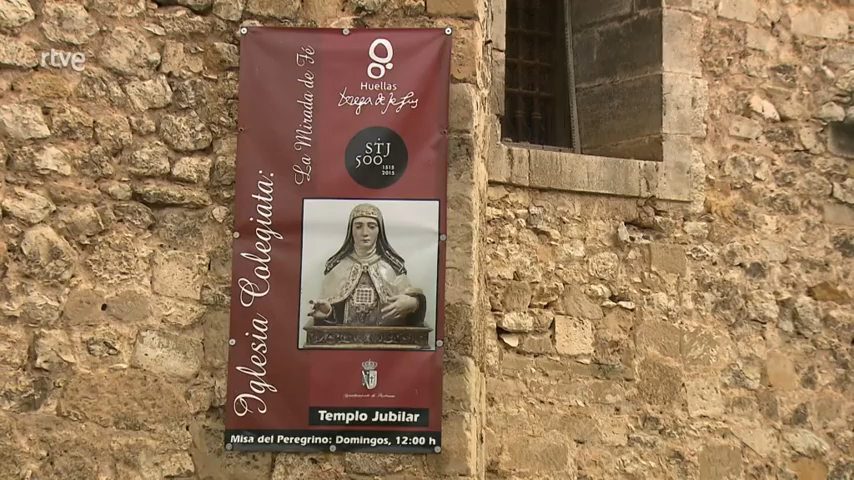 rtve
Huellas
Teresa de Jesús
La Mirada de Fé
STJ
500
1515
2015
Iglesia Colegiata:
Templo Jubilar
Misa del Peregrino: Domingos, 12:00 h